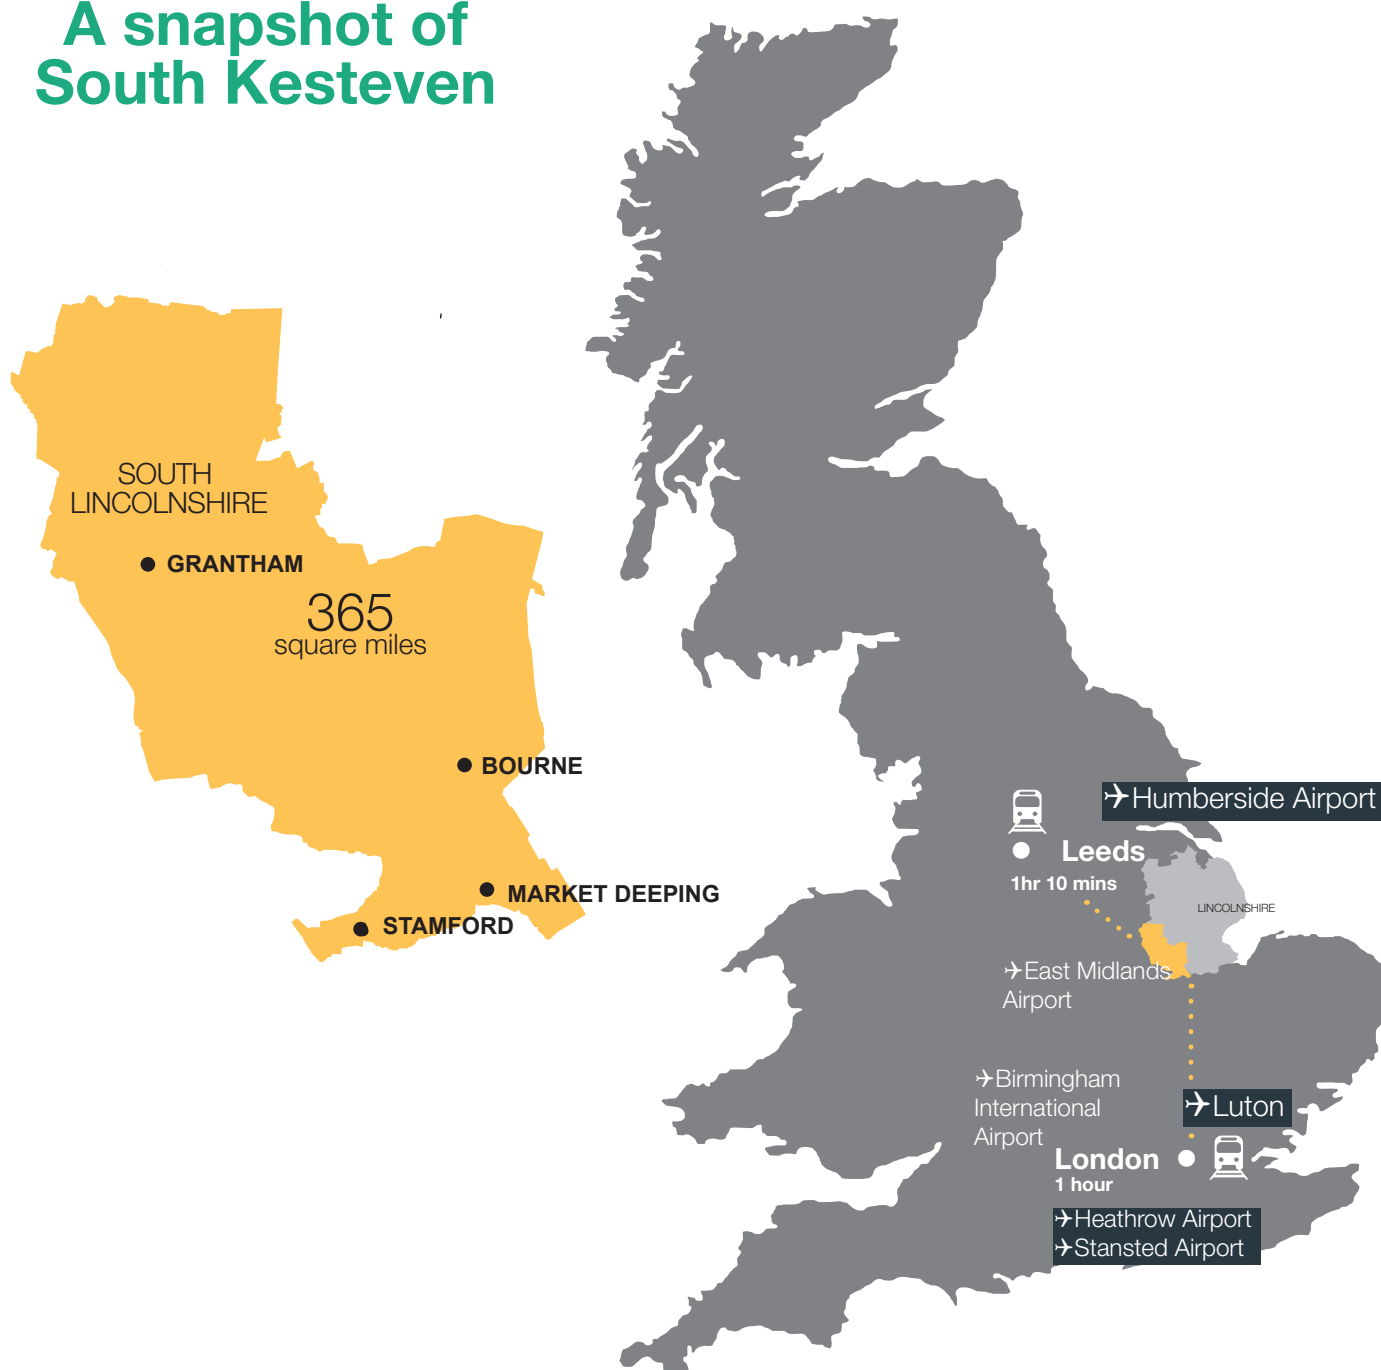 A snapshot of
South Kesteven
SOUTH
LINCOLNSHIRE
GRANTHAM
365
square miles
BOURNE
MARKET DEEPING
STAMFORD
Humberside Airport
Leeds
1hr 10 mins
LINCOLNSHIRE
East Midlands
Airport
Birmingham
International
Airport
Luton
London
1 hour
Heathrow Airport
Stansted Airport